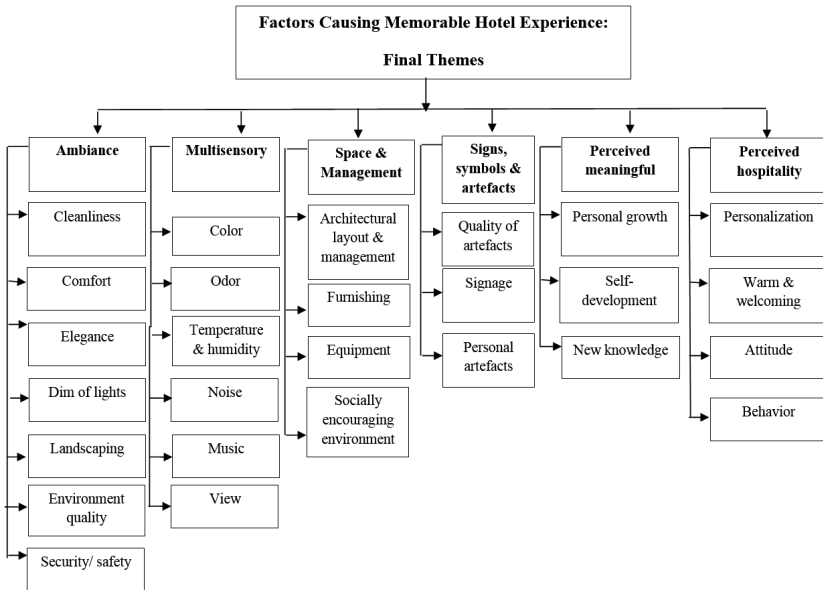 Factors Causing Memorable Hotel Experience:
Final Themes
Ambiance
Cleanliness
Comfort
Elegance
Dim of lights
Landscaping
Environment
quality
Security/ safety
Multisensory
Color
Odor
Temperature
& humidity
Noise
Music
View
Space &
Management
Architectural
layout &
management
Furnishing
Equipment
Socially
encouraging
environment
Signs,
symbols &
artefacts
Quality of
artefacts
Signage
Personal
artefacts
Perceived
meaningful
Personal growth
Self-
development
New knowledge
Perceived
hospitality
Personalization
Warm &
welcoming
Attitude
Behavior